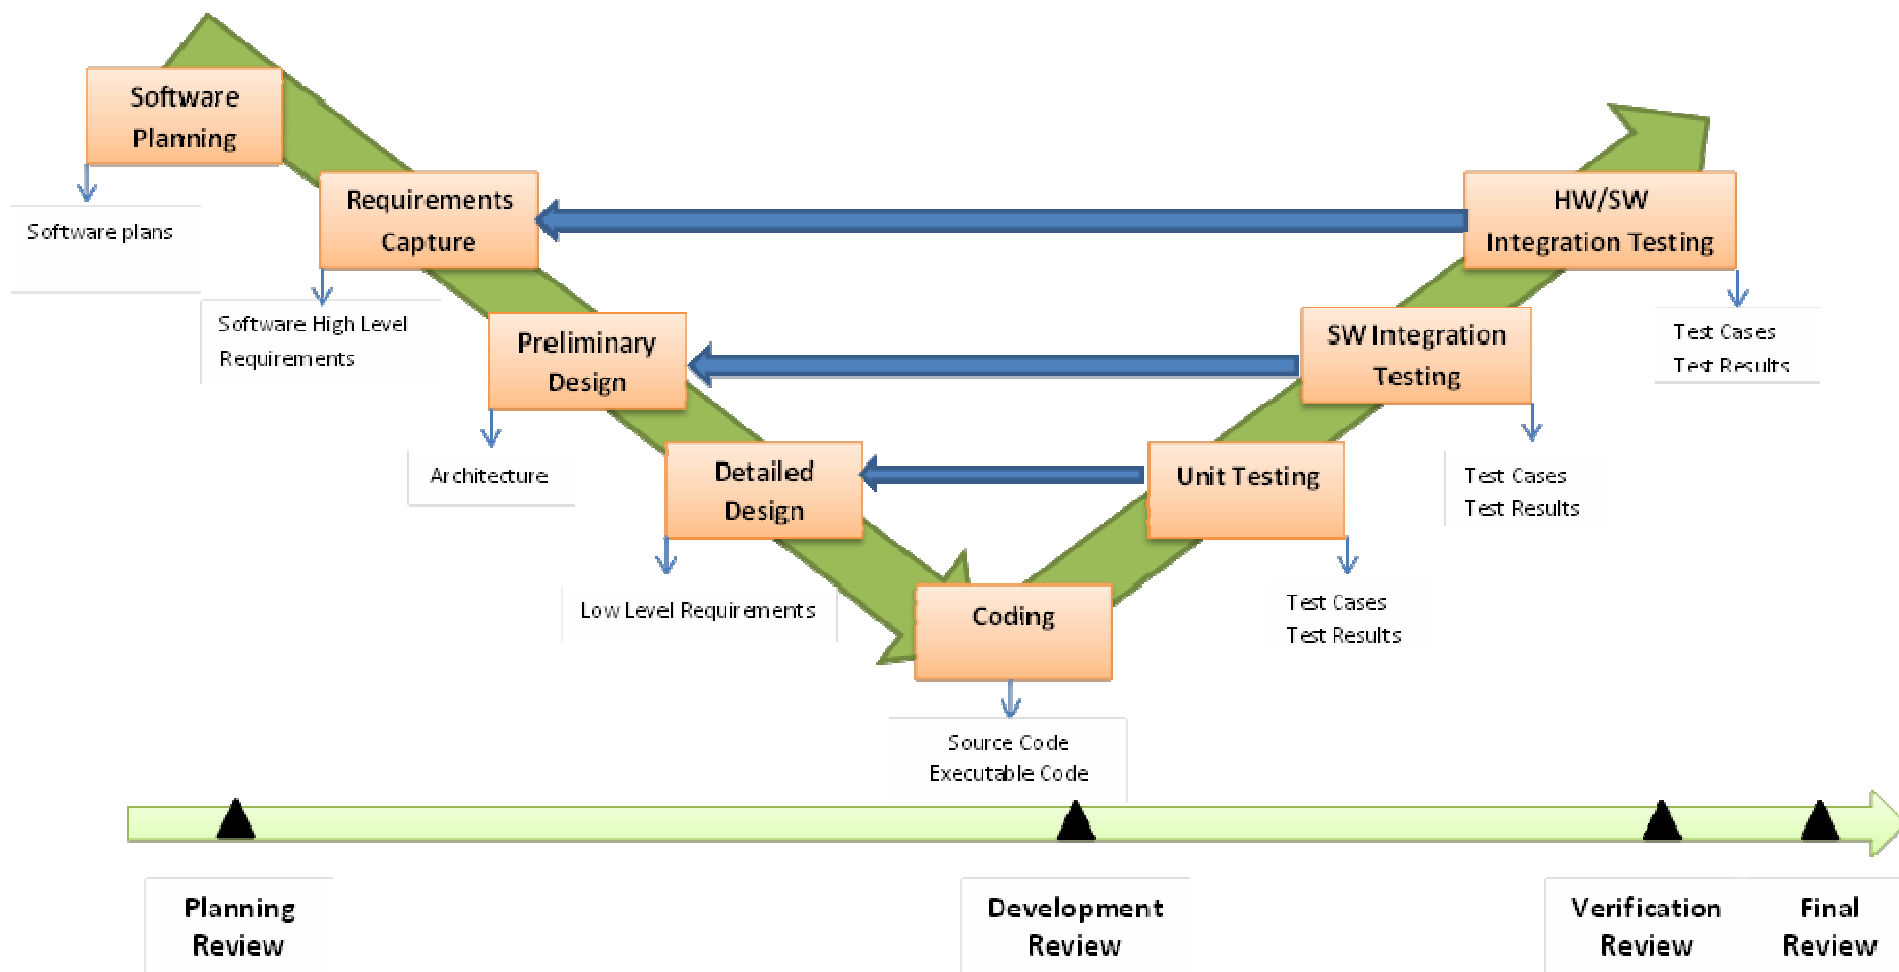 Software
Planning
Software plans
Requirements
Capture
Software High Level
Requirements
Preliminary
Design
Architecture
Detailed
Design
Low Level Requirements
Coding
Source Code
Executable Code
Unit Testing
Test Cases
Test Results
SW Integration
Testing
Test Cases
Test Results
HW/SW
Integration Testing
Test Cases
Test Results
Planning
Review
Development
Review
Verification
Review
Final
Review